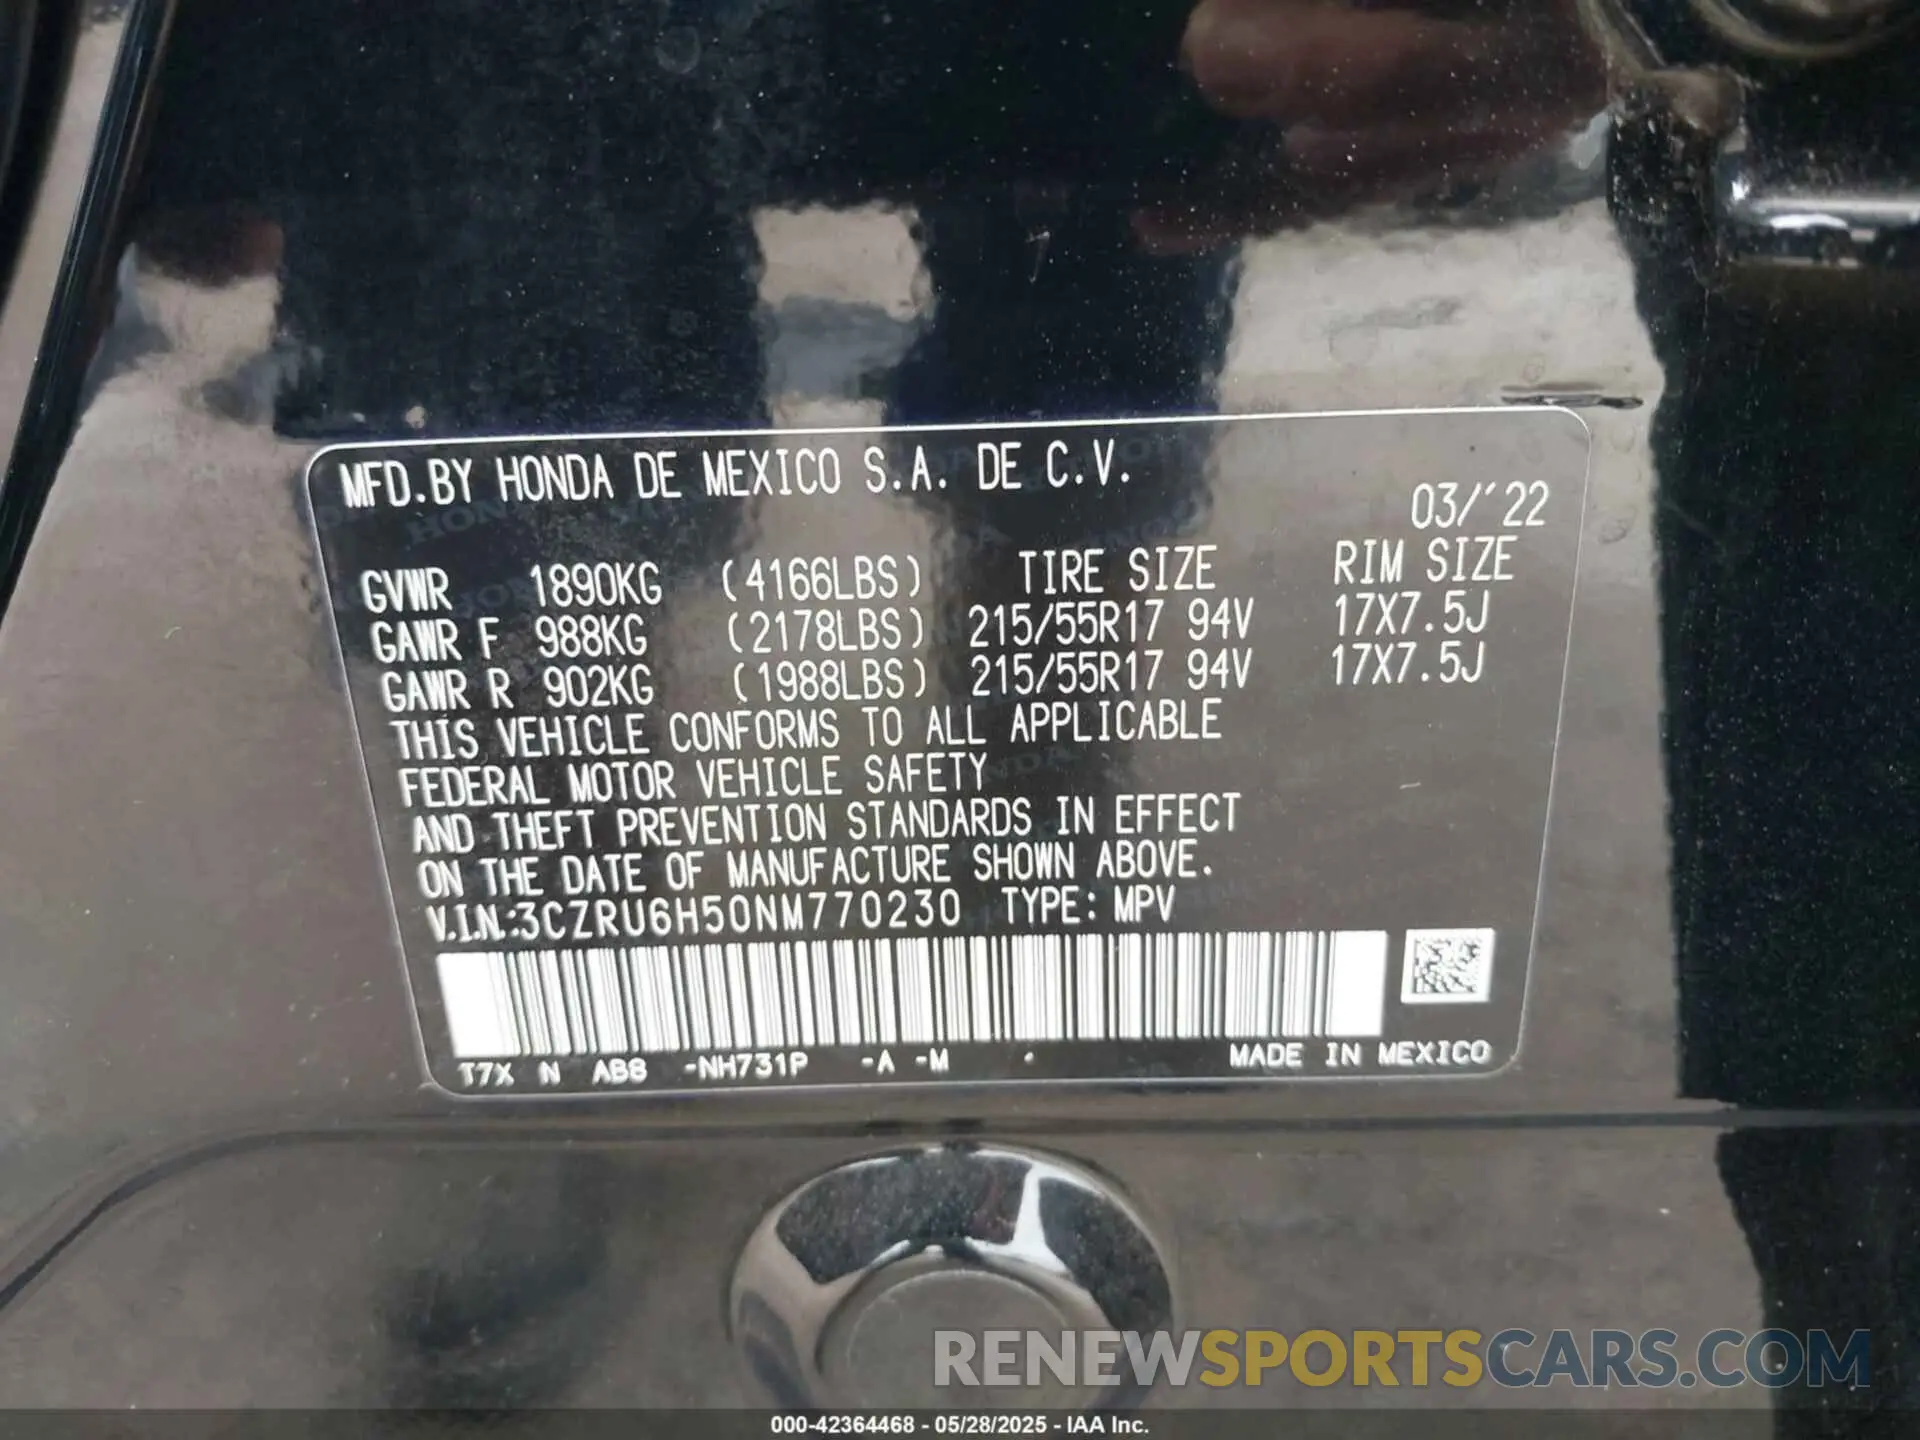 MFD.BY HONDA DE MEXICO S.A. DE C.V.
03/'22
GVWR 1890KG (4166LBS) TIRE SIZE RIM SIZE
GAWR F 988KG (2178LBS) 215/55R17 94V 17X7.5J
GAWR R 902KG (1988LBS) 215/55R17 94V 17X7.5J
THIS VEHICLE CONFORMS TO ALL APPLICABLE
FEDERAL MOTOR VEHICLE SAFETY
AND THEFT PREVENTION STANDARDS IN EFFECT
ON THE DATE OF MANUFACTURE SHOWN ABOVE.
V.I.N.:3CZRU6H50NM770230 TYPE: MPV
T7X N AB8 -NH731P -A -M MADE IN MEXICO
RENEWSPORTSCARS.COM
000-42364468 - 05/28/2025 - IAA Inc.